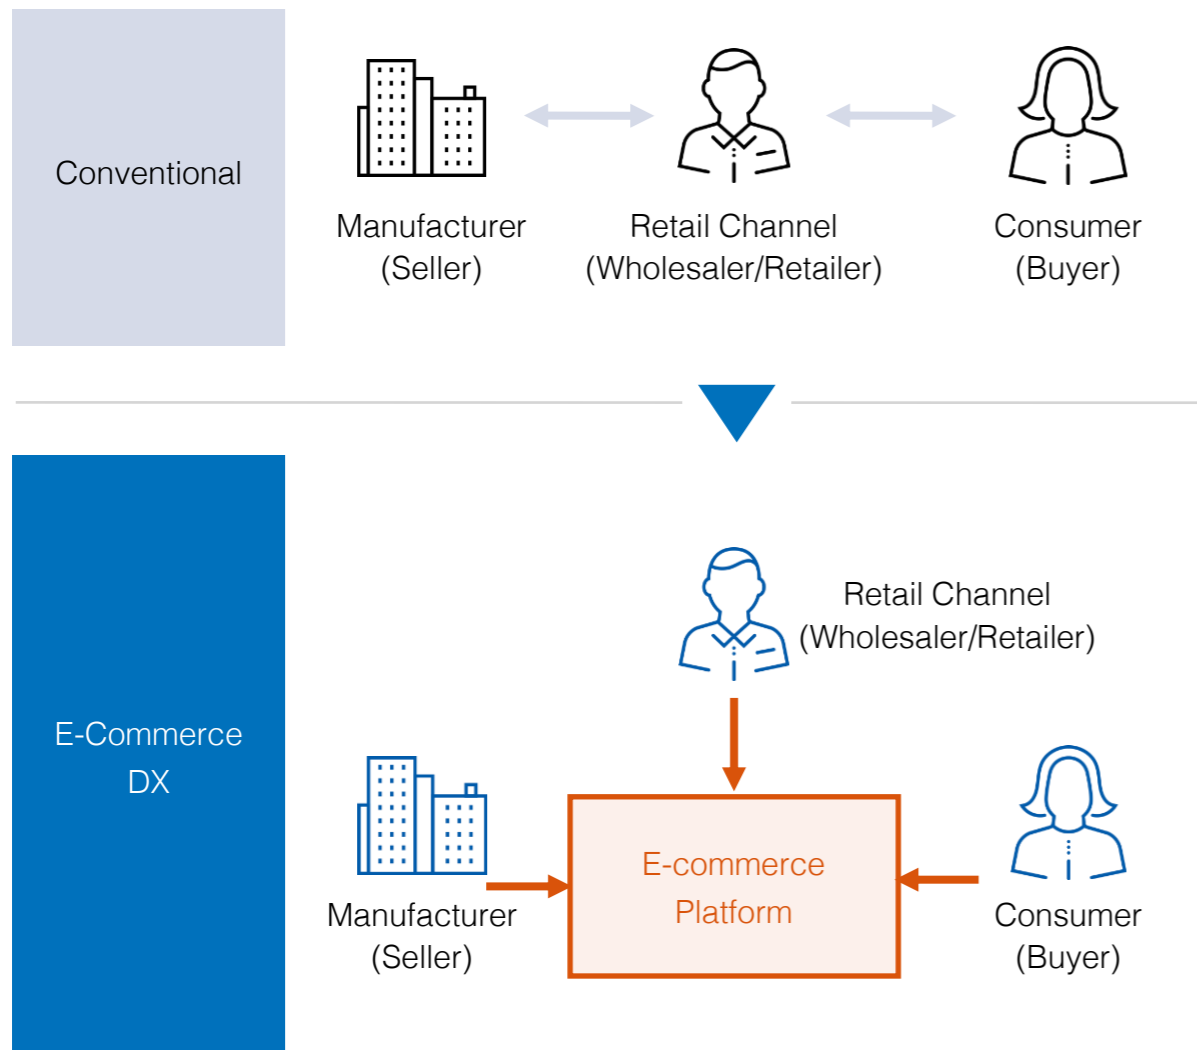 Conventional
Manufacturer
(Seller)
Retail Channel
(Wholesaler/Retailer)
Consumer
(Buyer)
E-Commerce
DX
Retail Channel
(Wholesaler/Retailer)
Manufacturer
(Seller)
E-commerce
Platform
Consumer
(Buyer)